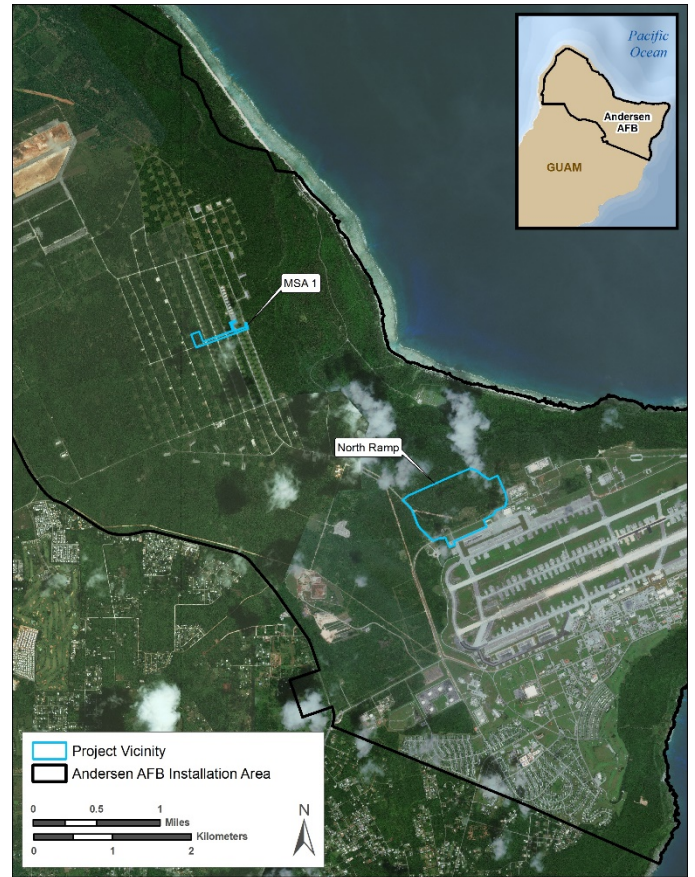 Pacific
Ocean
Andersen
AFB
GUAM
MSA 1
North Ramp
Project Vicinity
Andersen AFB Installation Area
0 0.5 1
Miles
Kilometers
0 1 2
N